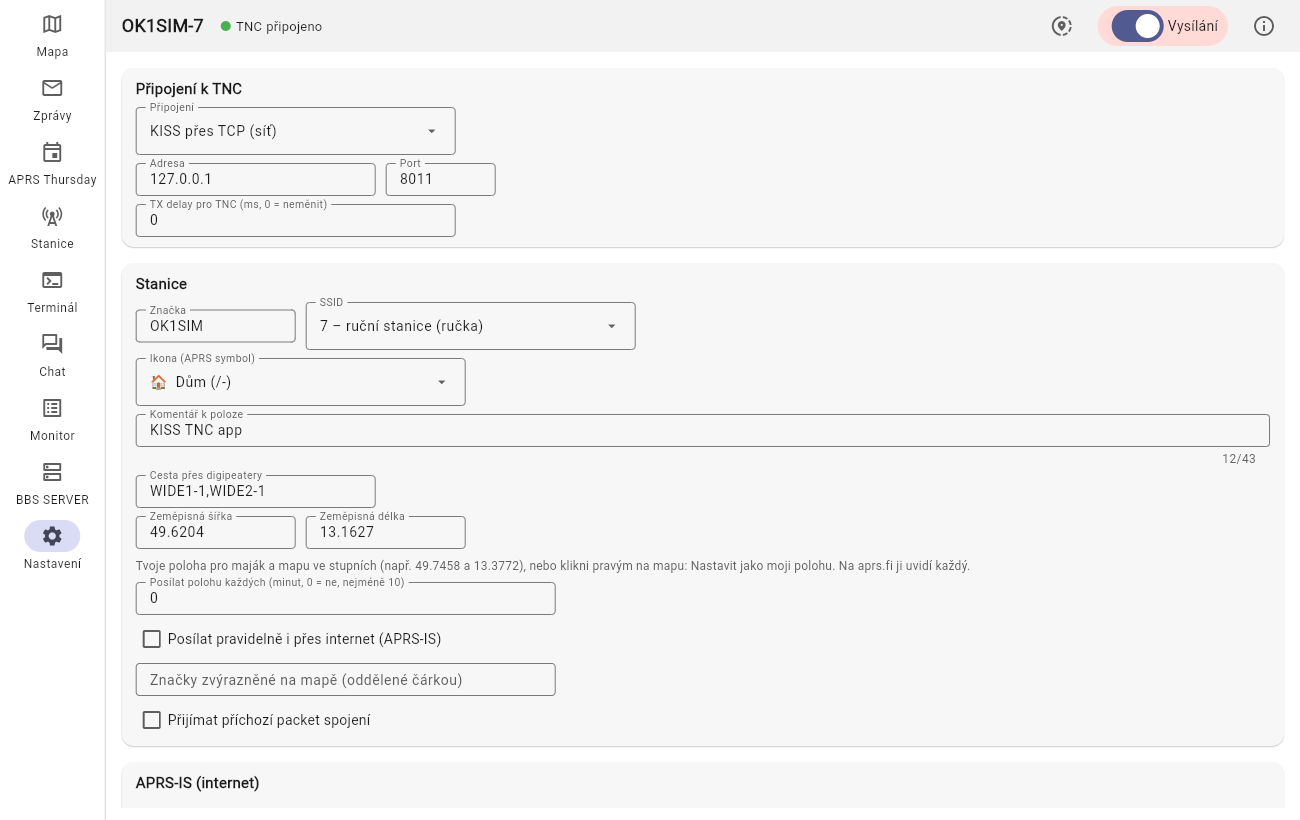 OK1SIM-7
TNC připojeno
Vysílání
Mapa
Zprávy
APRS Thursday
Stanice
Terminál
Chat
Monitor
BBS SERVER
Nastavení
Připojení k TNC
Připojení
KISS přes TCP (síť)
Adresa
127.0.0.1
Port
8011
TX delay pro TNC (ms, 0 = neměnit)
0
Stanice
Značka
OK1SIM
SSID
7 – ruční stanice (ručka)
Ikona (APRS symbol)
Dům (/-)
Komentář k poloze
KISS TNC app
12/43
Cesta přes digipeatery
WIDE1-1,WIDE2-1
Zeměpisná šířka
49.6204
Zeměpisná délka
13.1627
Tvoje poloha pro maják a mapu ve stupních (např. 49.7458 a 13.3772), nebo klikni pravým na mapu: Nastavit jako moji polohu. Na aprs.fi ji uvidí každý.
Posílat polohu každých (minut, 0 = ne, nejméně 10)
0
Posílat pravidelně i přes internet (APRS-IS)
Značky zvýrazněné na mapě (oddělené čárkou)
Přijímat příchozí packet spojení
APRS-IS (internet)